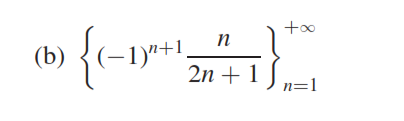 (b) {(−1)ⁿ⁺¹ n/(2n + 1)}ₙ₌₁⁺∞